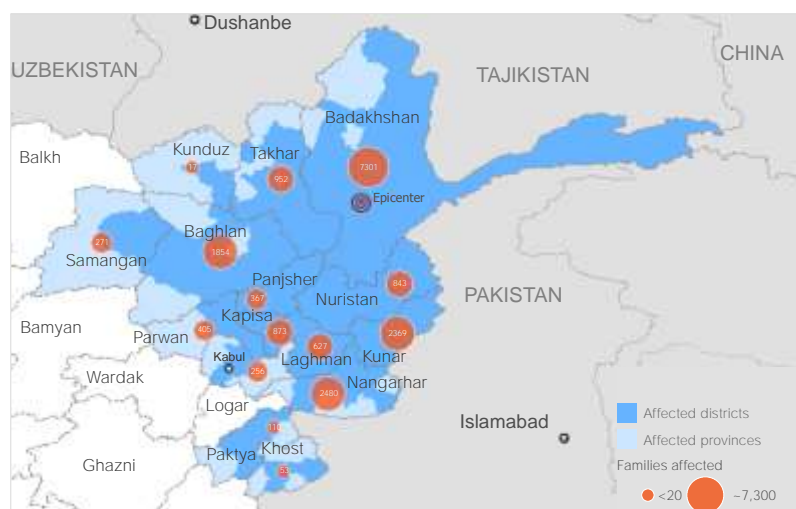 Dushanbe
CHINA
UZBEKISTAN
TAJIKISTAN
Badakhshan
Kunduz
Takhar
Balkh
17
7301
952
Epicenter
Baghlan
271
1854
Samangan
Panjsher
843
Nuristan
367
PAKISTAN
Kapisa
Bamyan
405
873
2369
Parwan
627
Kabul
Laghman
Kunar
256
Wardak
Nangarhar
2480
Logar
Islamabad
Affected districts
110
Khost
Affected provinces
Paktya
Ghazni
53
Families affected
<20
~7,300